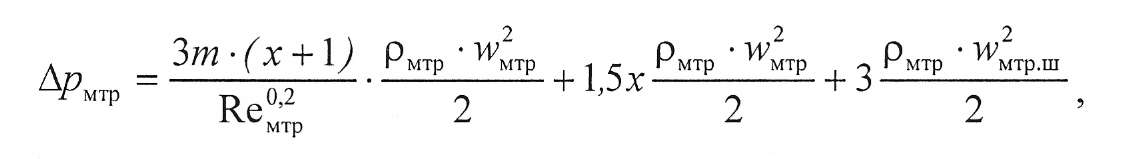 Δp_мтр = 3m · (x + 1) / Re_мтр^0,2 · ρ_мтр · w_мтр^2 / 2 + 1,5x ρ_мтр · w_мтр^2 / 2 + 3 ρ_мтр · w_мтр.ш^2 / 2 ,